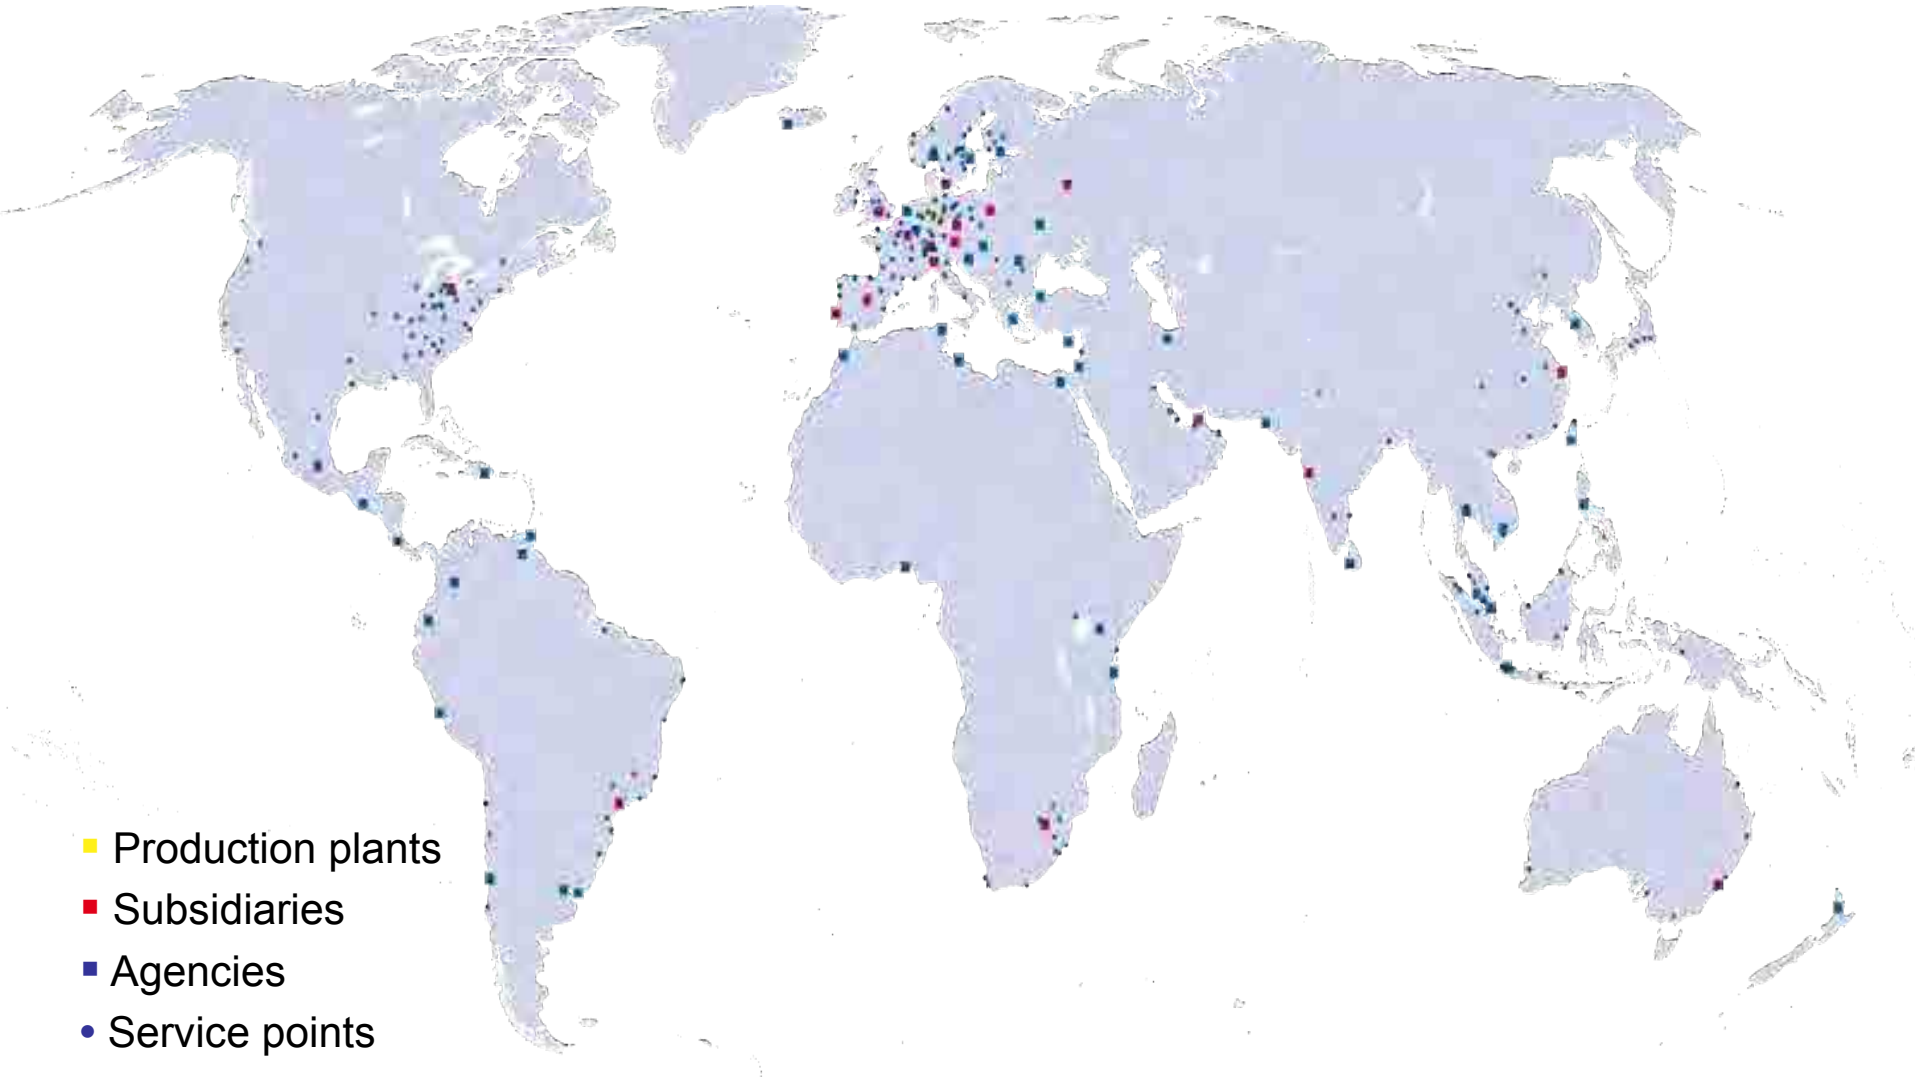 Production plants
Subsidiaries
Agencies
Service points